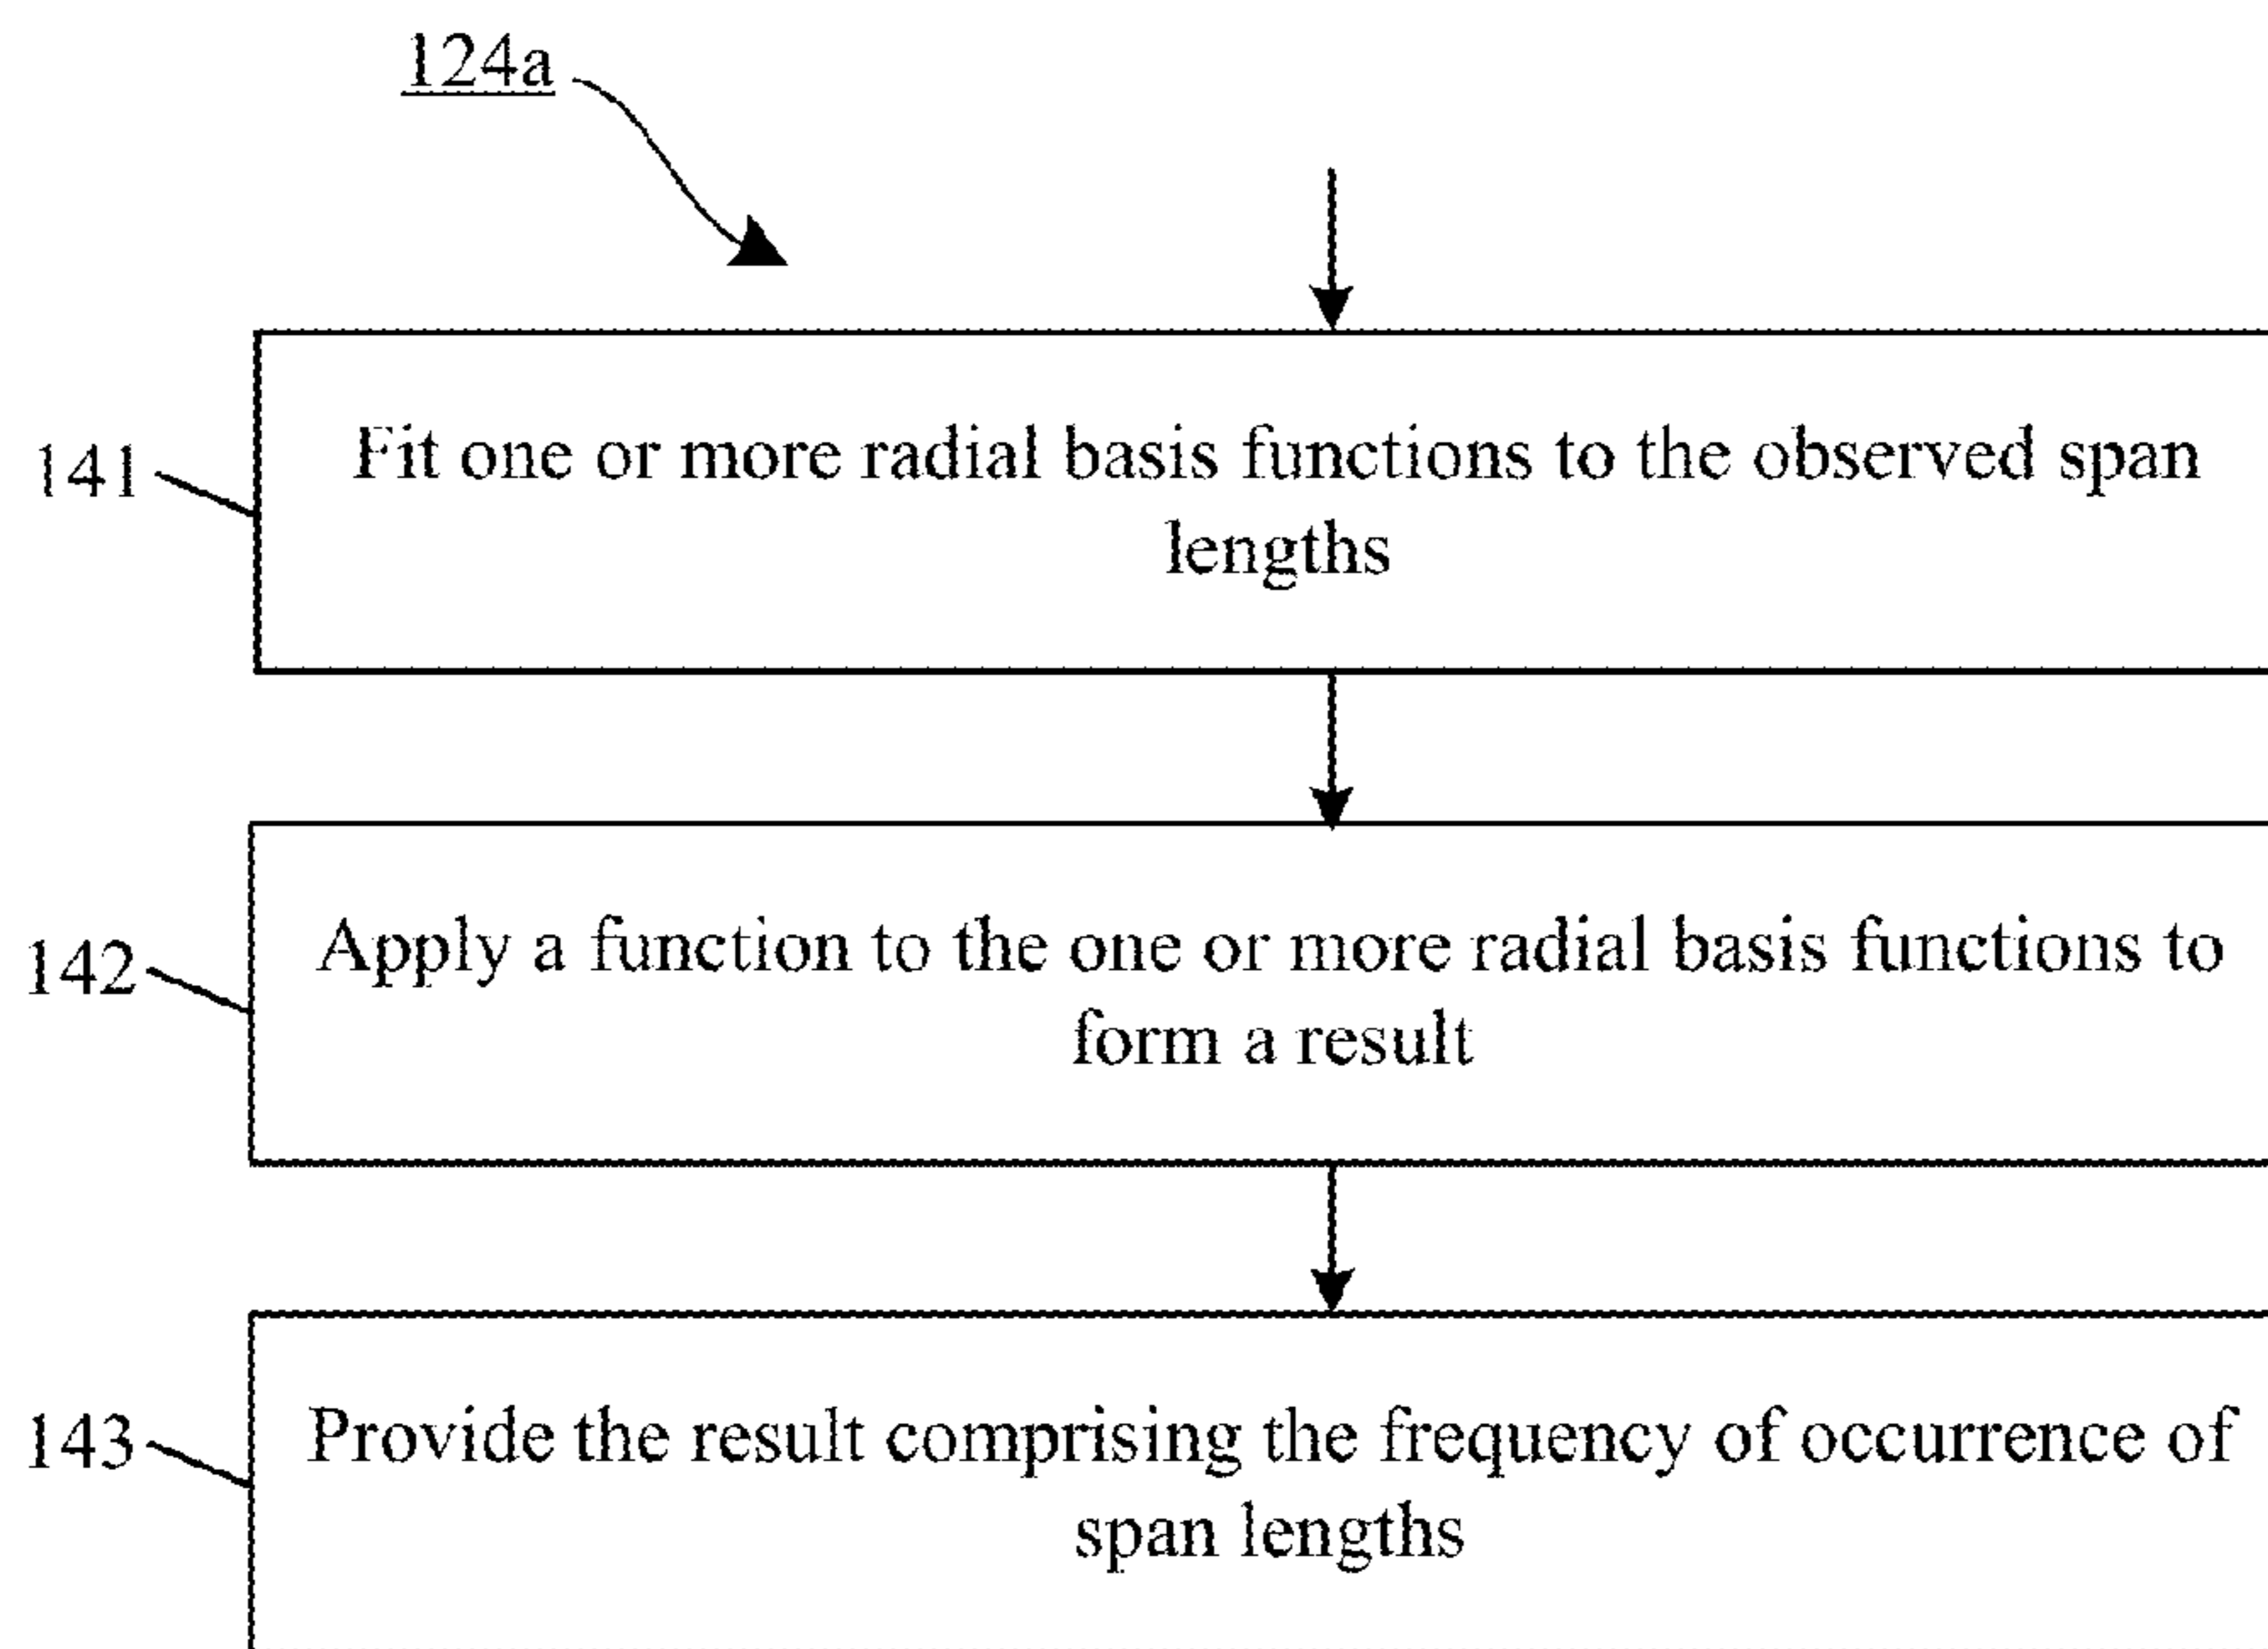 124a
141
Fit one or more radial basis functions to the observed span
lengths
142
Apply a function to the one or more radial basis functions to
form a result
143
Provide the result comprising the frequency of occurrence of
span lengths